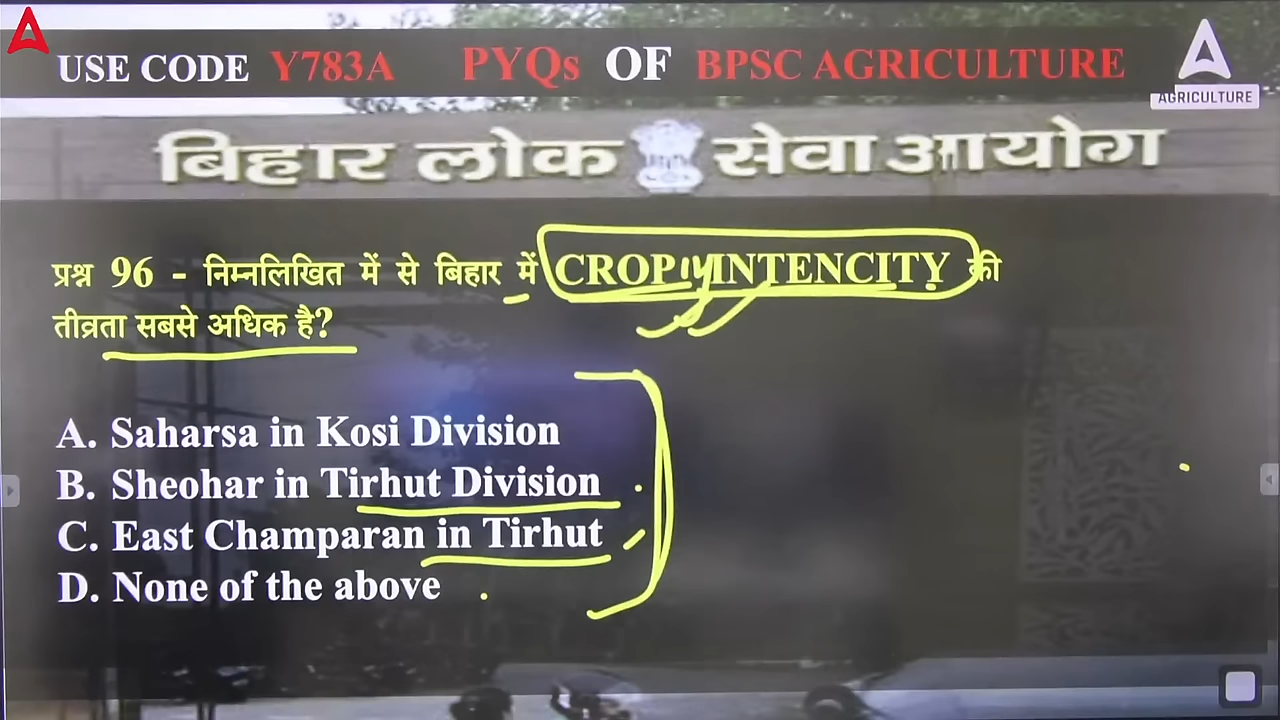 USE CODE Y783A PYQs OF BPSC AGRICULTURE
AGRICULTURE
बिहार लोक सेवा आयोग
प्रश्न 96 - निम्नलिखित में से बिहार में CROP INTENCITY की
तीव्रता सबसे अधिक है?
A. Saharsa in Kosi Division
B. Sheohar in Tirhut Division
C. East Champaran in Tirhut
D. None of the above